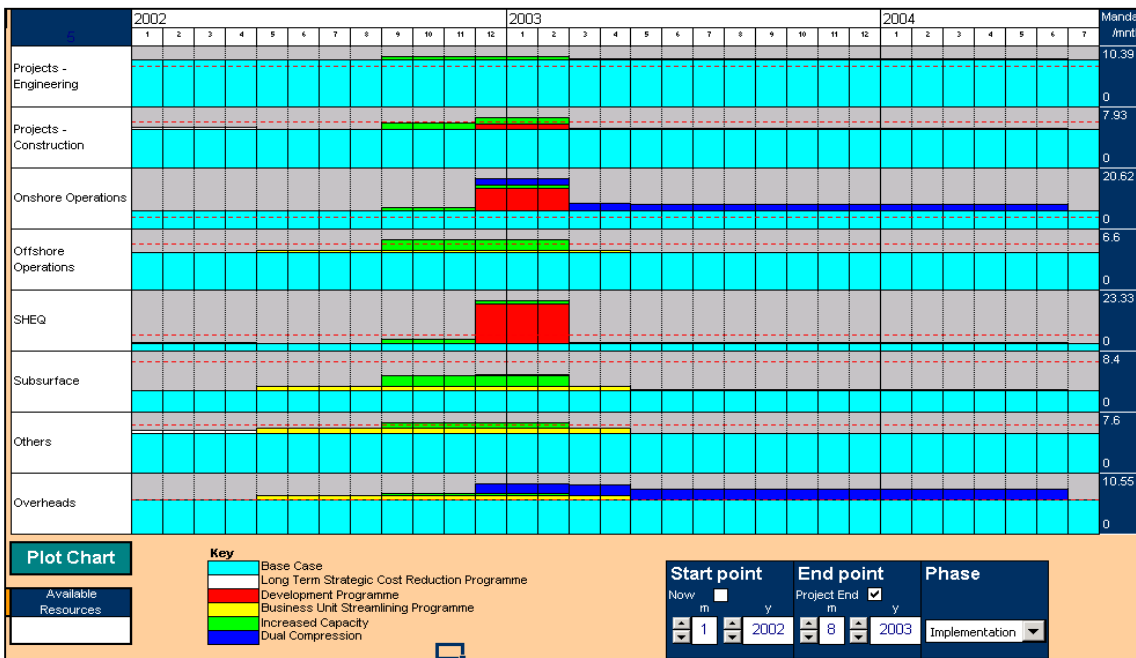 2002 2003 2004 Manda
5 1 2 3 4 5 6 7 8 9 10 11 12 1 2 3 4 5 6 7 8 9 10 11 12 1 2 3 4 5 6 7 /mnt
Projects -
Engineering
10.39
0
Projects -
Construction
7.93
0
Onshore Operations
20.62
0
Offshore
Operations
6.6
0
SHEQ
23.33
0
Subsurface
8.4
0
Others
7.6
0
Overheads
10.55
0
Plot Chart
Available
Resources
Key
Base Case
Long Term Strategic Cost Reduction Programme
Development Programme
Business Unit Streamlining Programme
Increased Capacity
Dual Compression
Start point
Now
m y
1 2002
End point
Project End
m y
8 2003
Phase
Implementation